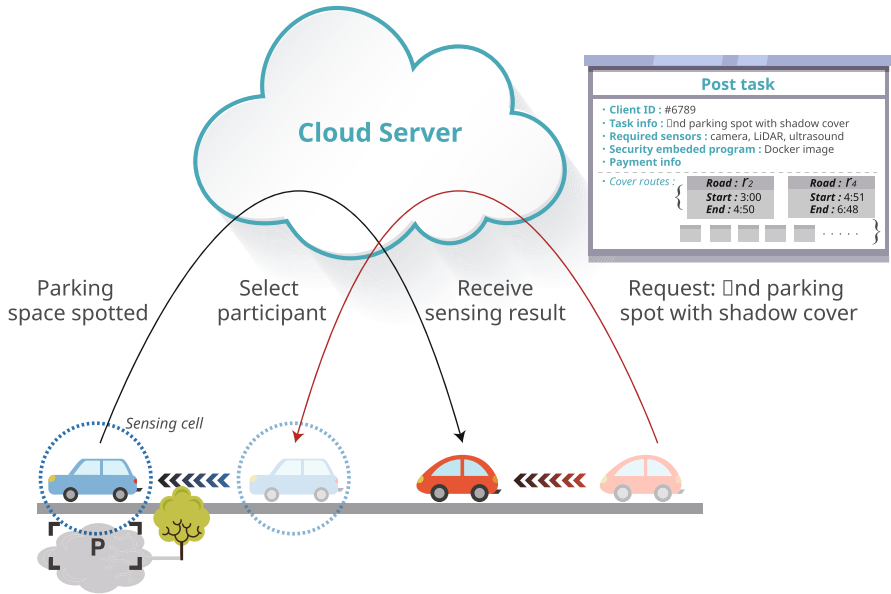 Cloud Server
Post task
· Client ID : #6789
· Task info : 􀀀nd parking spot with shadow cover
· Required sensors : camera, LiDAR, ultrasound
· Security embeded program : Docker image
· Payment info
· Cover routes :
Road : r2
Start : 3:00
End : 4:50
Road : r4
Start : 4:51
End : 6:48
. . . . .
Parking
space spotted
Select
participant
Receive
sensing result
Request: 􀀀nd parking
spot with shadow cover
Sensing cell
P